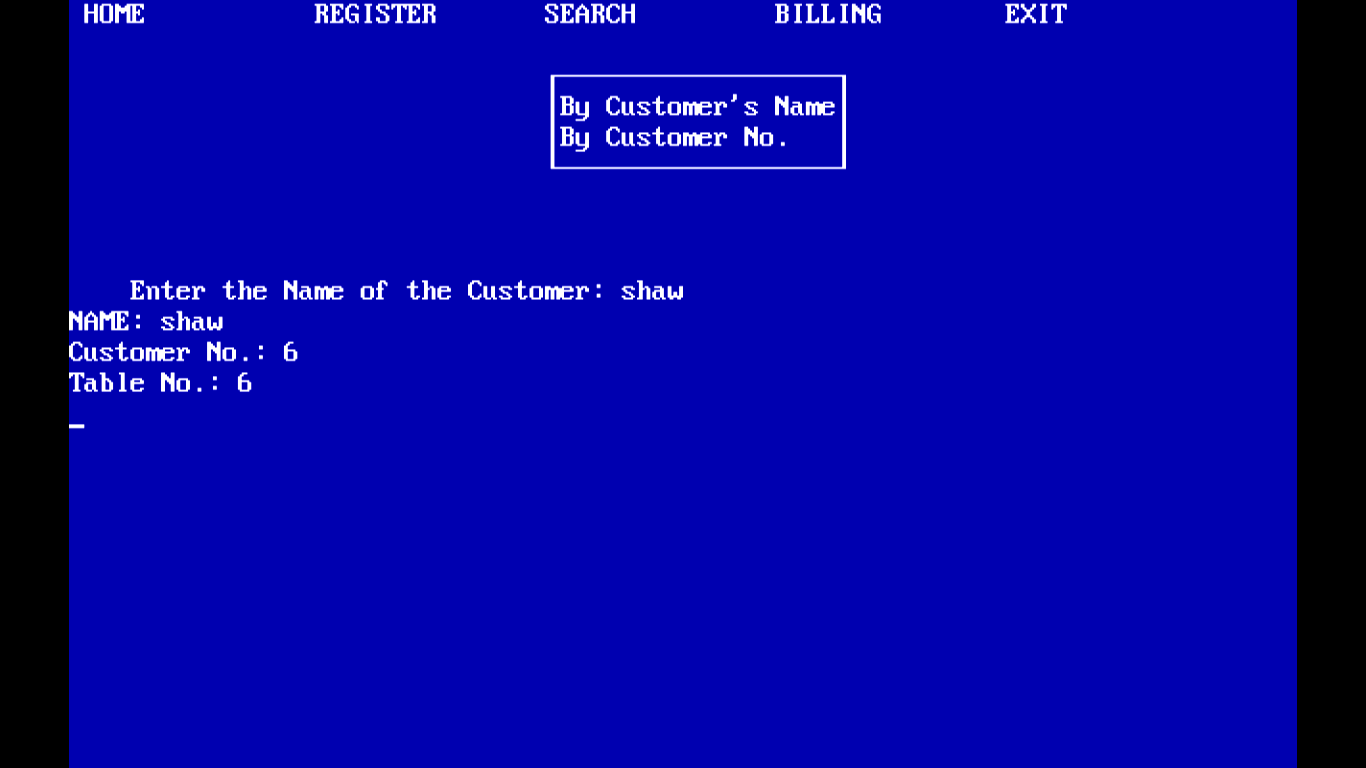 HOME REGISTER SEARCH BILLING EXIT
By Customer's Name
By Customer No.
Enter the Name of the Customer: shaw
NAME: shaw
Customer No.: 6
Table No.: 6